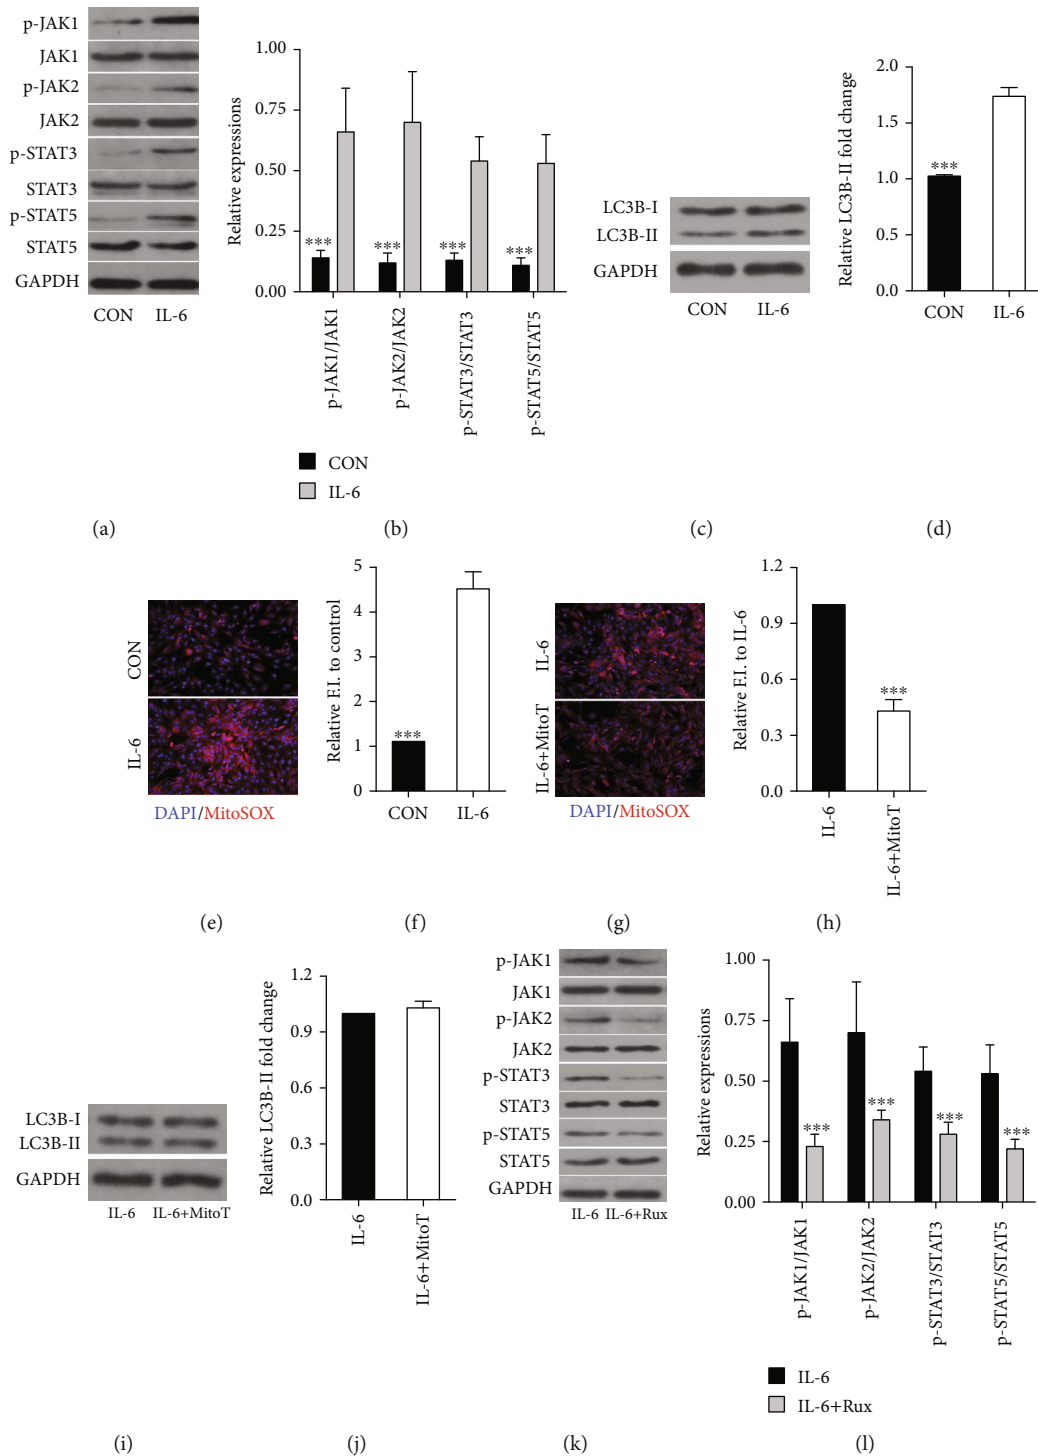 p-JAK1
JAK1
p-JAK2
JAK2
p-STAT3
STAT3
p-STAT5
STAT5
GAPDH
CON IL-6
(a)
Relative expressions
1.00
0.75
0.50
0.25
0.00
*** *** *** ***
p-JAK1/JAK1
p-JAK2/JAK2
p-STAT3/STAT3
p-STAT5/STAT5
CON
IL-6
(b)
LC3B-I
LC3B-II
GAPDH
CON IL-6
(c)
Relative LC3B-II fold change
2.0
1.5
1.0
0.5
0.0
***
CON IL-6
(d)
CON
IL-6
DAPI/MitoSOX
(e)
Relative F.I. to control
5
4
3
2
1
0
***
CON IL-6
(f)
IL-6
IL-6+MitoT
DAPI/MitoSOX
(g)
Relative F.I. to IL-6
1.2
0.9
0.6
0.3
0.0
***
IL-6
IL-6+MitoT
(h)
LC3B-I
LC3B-II
GAPDH
IL-6 IL-6+MitoT
(i)
Relative LC3B-II fold change
1.2
0.9
0.6
0.3
0.0
IL-6
IL-6+MitoT
(j)
p-JAK1
JAK1
p-JAK2
JAK2
p-STAT3
STAT3
p-STAT5
STAT5
GAPDH
IL-6 IL-6+Rux
(k)
Relative expressions
1.00
0.75
0.50
0.25
0.00
*** *** *** ***
p-JAK1/JAK1
p-JAK2/JAK2
p-STAT3/STAT3
p-STAT5/STAT5
IL-6
IL-6+Rux
(l)